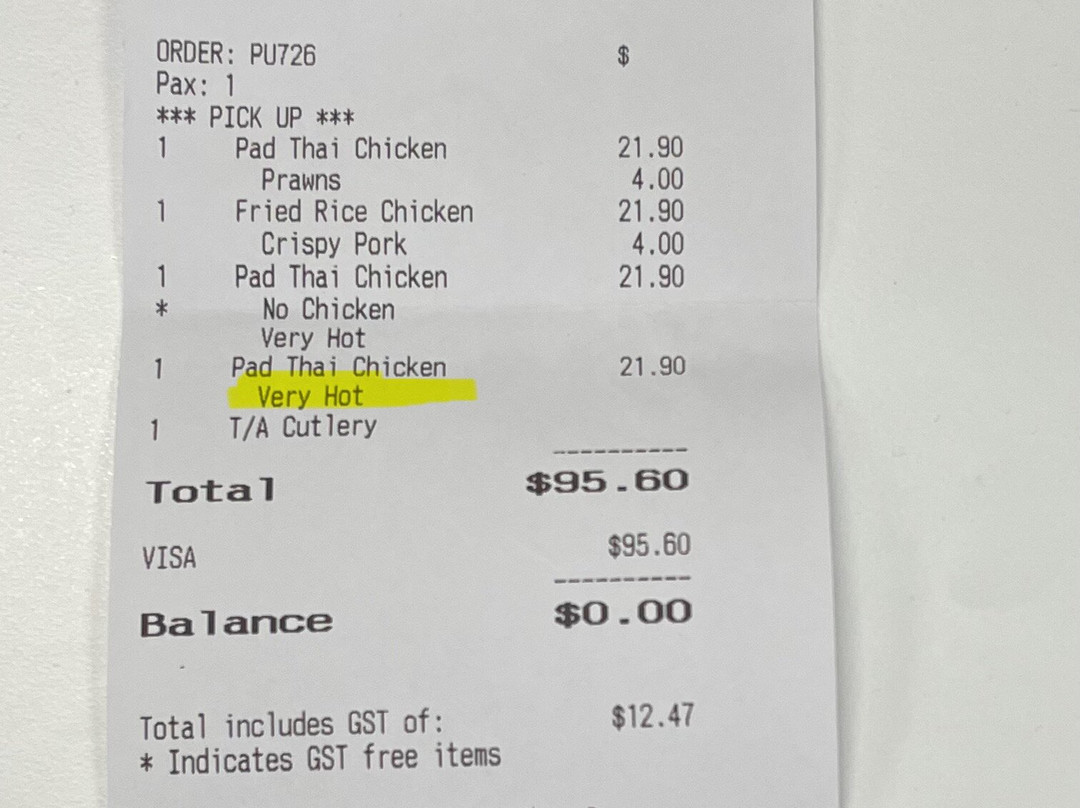 ORDER: PU726 $
Pax: 1
*** PICK UP ***
1 Pad Thai Chicken 21.90
Prawns 4.00
1 Fried Rice Chicken 21.90
Crispy Pork 4.00
1 Pad Thai Chicken 21.90
* No Chicken
Very Hot
1 Pad Thai Chicken 21.90
Very Hot
1 T/A Cutlery
----------
Total $95.60
VISA $95.60
----------
Balance $0.00
Total includes GST of: $12.47
* Indicates GST free items